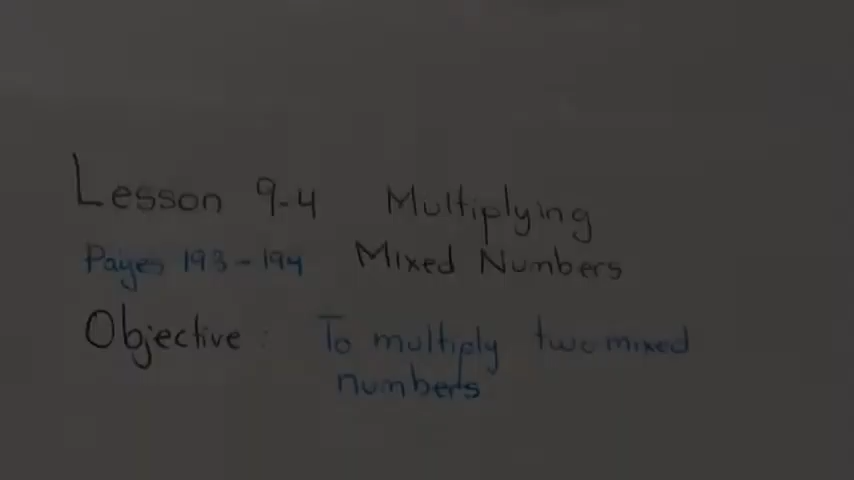 Lesson 9-4 Multiplying
Pages 193-194 Mixed Numbers
Objective: To multiply two mixed
numbers